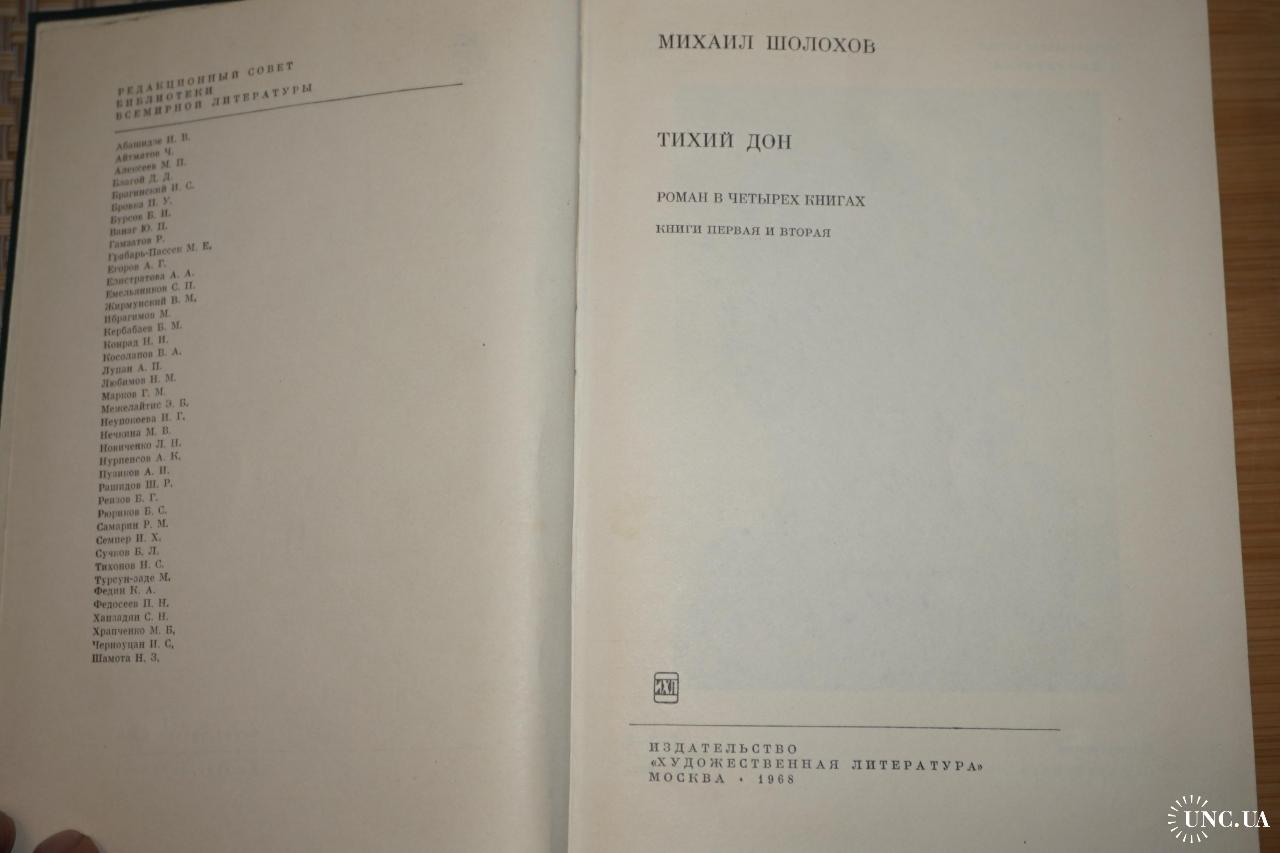 РЕДАКЦИОННЫЙ СОВЕТ
БИБЛИОТЕКИ
ВСЕМИРНОЙ ЛИТЕРАТУРЫ
Абашидзе И. В.
Айтматов Ч.
Алексеев М. П.
Благой Д. Д.
Брагинский И. С.
Бровка П. У.
Бурсов Б. И.
Ванаг Ю. П.
Гамзатов Р.
Грабарь-Пассек М. Е.
Егоров А. Г.
Елистратова А. А.
Емельянников С. П.
Жирмунский В. М.
Ибрагимов М.
Кербабаев Б. М.
Конрад Н. И.
Косолапов В. А.
Лупан А. П.
Любимов Н. М.
Марков Г. М.
Межелайтис Э. Б.
Неупокоева И. Г.
Нечкина М. В.
Новиченко Л. Н.
Нурпеисов А. К.
Пузиков А. И.
Рашидов Ш. Р.
Реизов Б. Г.
Рюриков Б. С.
Самарин Р. М.
Семпер И. Х.
Сучков Б. Л.
Тихонов Н. С.
Турсун-заде М.
Федин К. А.
Федосеев П. Н.
Ханзадян С. Н.
Храпченко М. Б.
Черноуцан И. С.
Шамота Н. З.
МИХАИЛ ШОЛОХОВ
ТИХИЙ ДОН
РОМАН В ЧЕТЫРЕХ КНИГАХ
КНИГИ ПЕРВАЯ И ВТОРАЯ
ИХЛ
ИЗДАТЕЛЬСТВО
«ХУДОЖЕСТВЕННАЯ ЛИТЕРАТУРА»
МОСКВА • 1968
UNC.UA